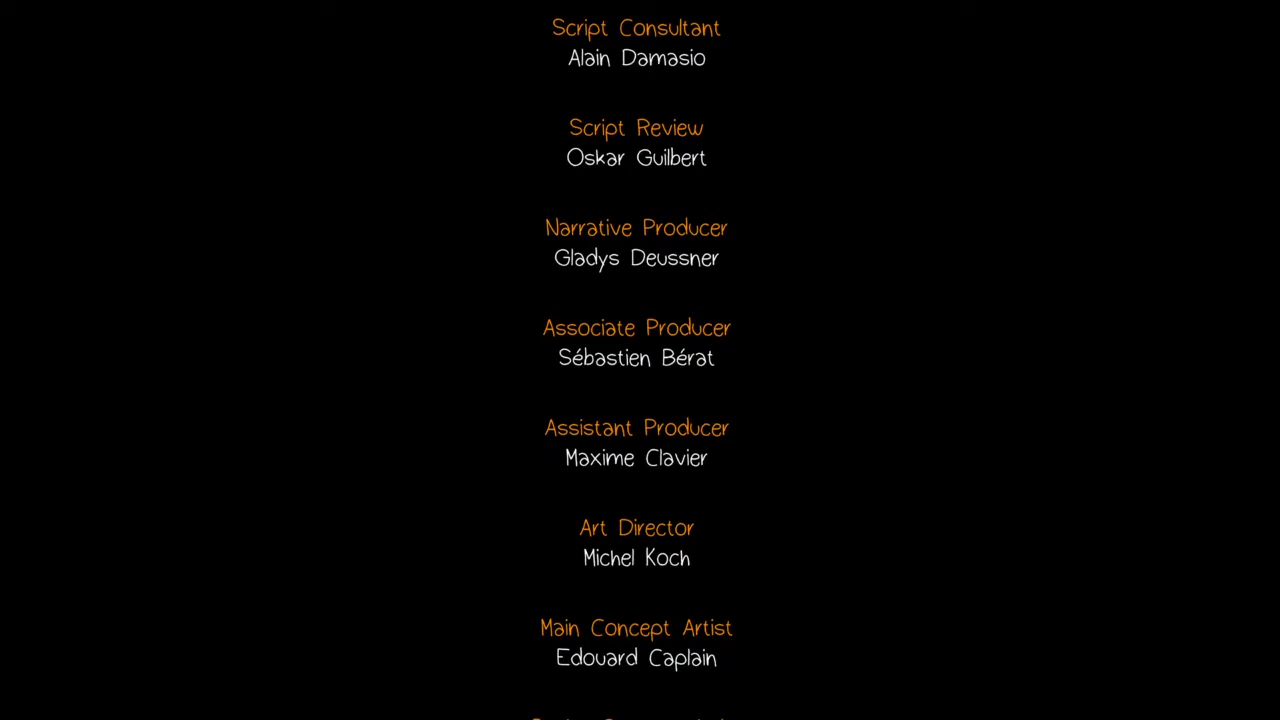 Script Consultant
Alain Damasio
Script Review
Oskar Guilbert
Narrative Producer
Gladys Deussner
Associate Producer
Sébastien Bérat
Assistant Producer
Maxime Clavier
Art Director
Michel Koch
Main Concept Artist
Edouard Caplain